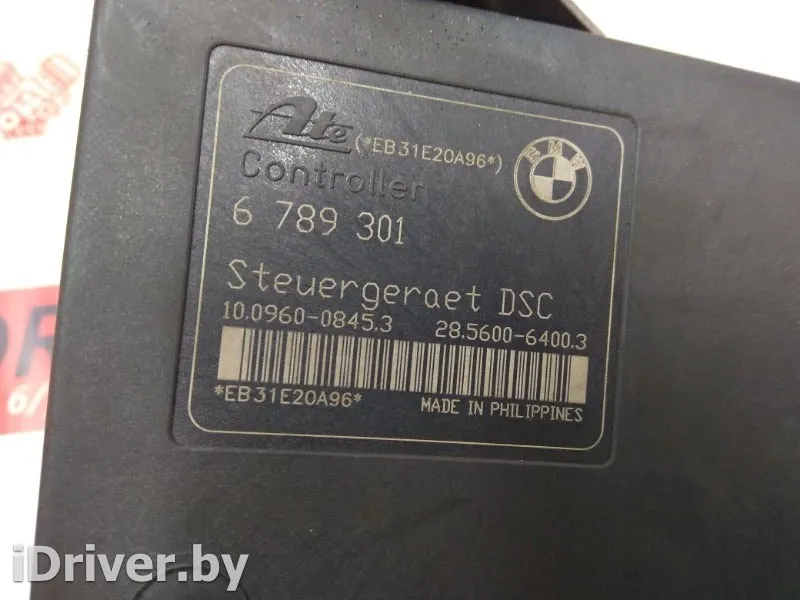 Ate (*EB31E20A96*) BMW
Controller
6 789 301
Steuergeraet DSC
10.0960-0845.3 28.5600-6400.3
*EB31E20A96* MADE IN PHILIPPINES
iDriver.by